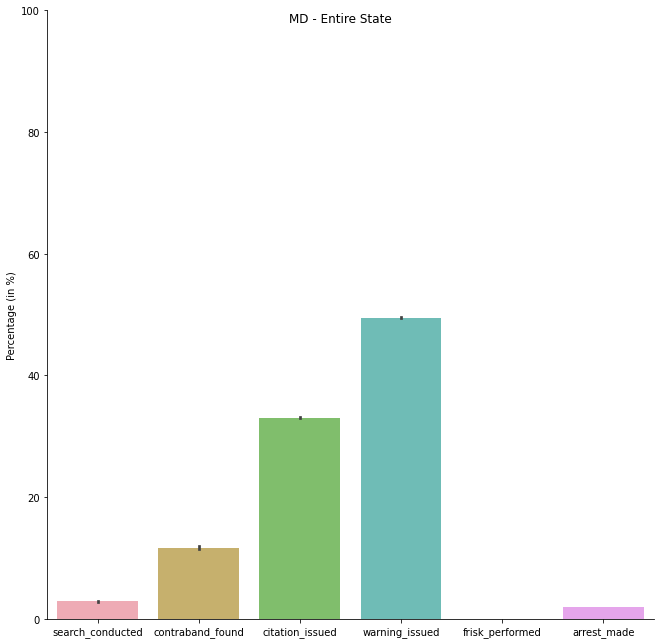 MD - Entire State
Percentage (in %)
100
80
60
40
20
0
search_conducted contraband_found citation_issued warning_issued frisk_performed arrest_made